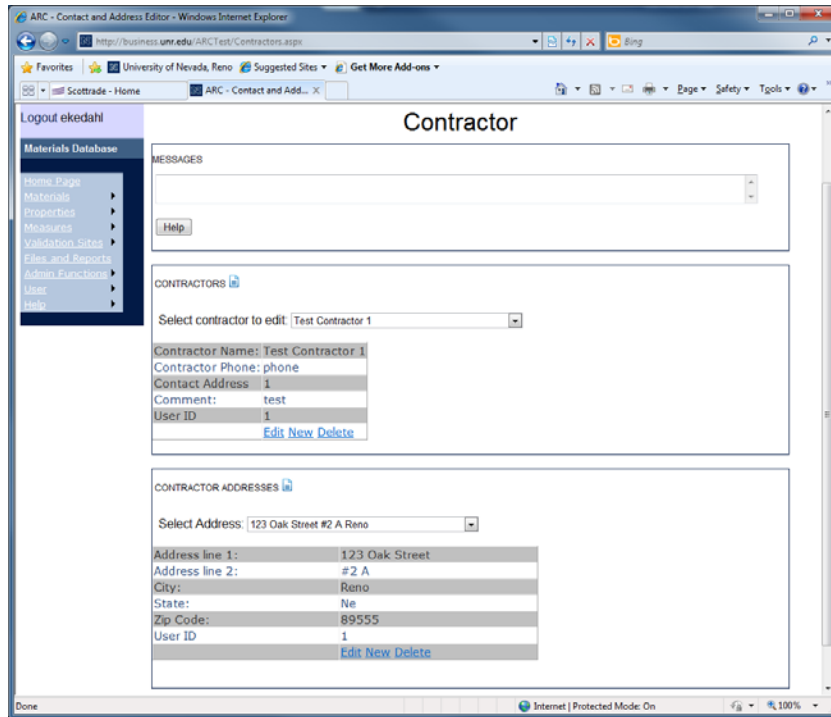 ARC - Contact and Address Editor - Windows Internet Explorer
http://business.unr.edu/ARCTest/Contractors.aspx
Bing
Favorites University of Nevada, Reno Suggested Sites Get More Add-ons
Scottrade - Home ARC - Contact and Add... X Page Safety Tools
Logout ekedahl
Contractor
Materials Database
MESSAGES
Home Page
Materials
Properties
Measures
Validation Sites
Files and Reports
Admin Functions
User
Help
Help
CONTRACTORS
Select contractor to edit: Test Contractor 1
Contractor Name: Test Contractor 1
Contractor Phone: phone
Contact Address 1
Comment: test
User ID 1
Edit New Delete
CONTRACTOR ADDRESSES
Select Address: 123 Oak Street #2 A Reno
Address line 1: 123 Oak Street
Address line 2: #2 A
City: Reno
State: Ne
Zip Code: 89555
User ID 1
Edit New Delete
Done Internet | Protected Mode: On 100%